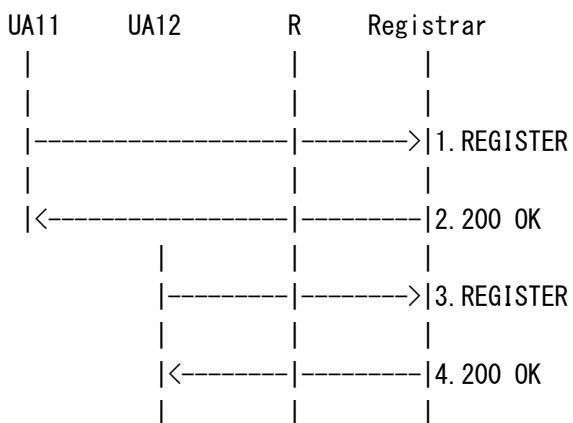 UA11 UA12 R Registrar
1.REGISTER
2.200 OK
3.REGISTER
4.200 OK